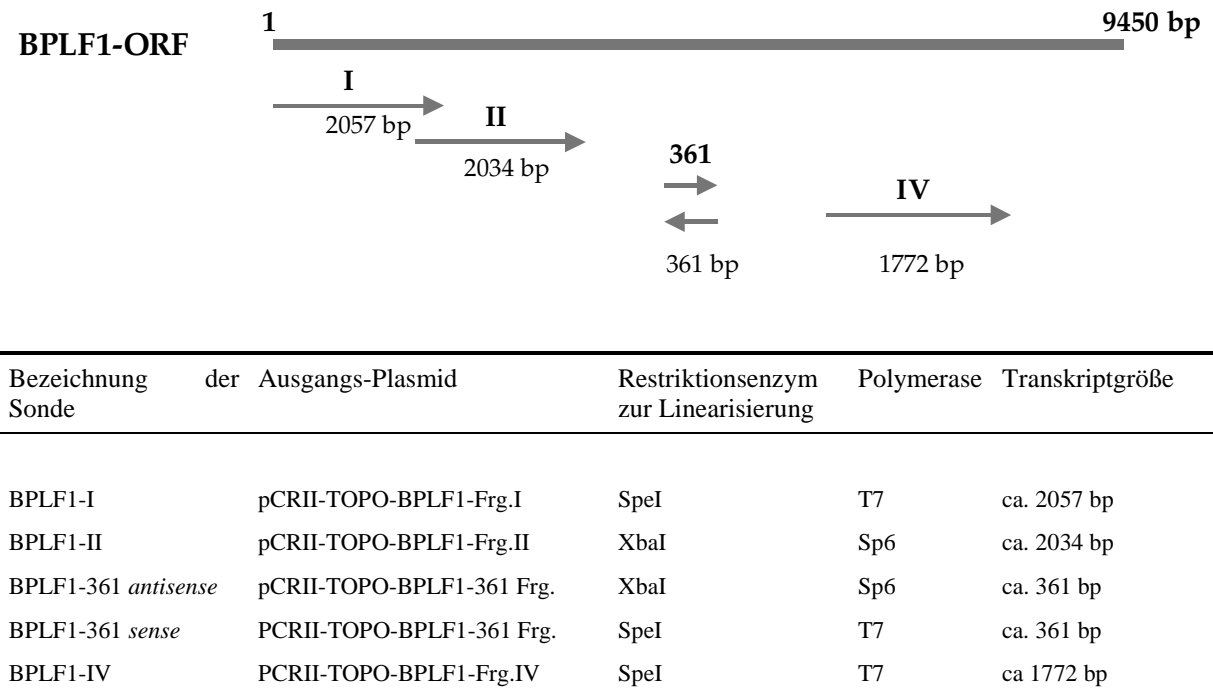 1 9450 bp
BPLF1-ORF
I
2057 bp
II
2034 bp
361
361 bp
IV
1772 bp
Bezeichnung der Ausgangs-Plasmid Restriktionsenzym Polymerase Transkriptgröße
Sonde zur Linearisierung
BPLF1-I pCRII-TOPO-BPLF1-Frg.I SpeI T7 ca. 2057 bp
BPLF1-II pCRII-TOPO-BPLF1-Frg.II XbaI Sp6 ca. 2034 bp
BPLF1-361 antisense pCRII-TOPO-BPLF1-361 Frg. XbaI Sp6 ca. 361 bp
BPLF1-361 sense PCRII-TOPO-BPLF1-361 Frg. SpeI T7 ca. 361 bp
BPLF1-IV PCRII-TOPO-BPLF1-Frg.IV SpeI T7 ca 1772 bp